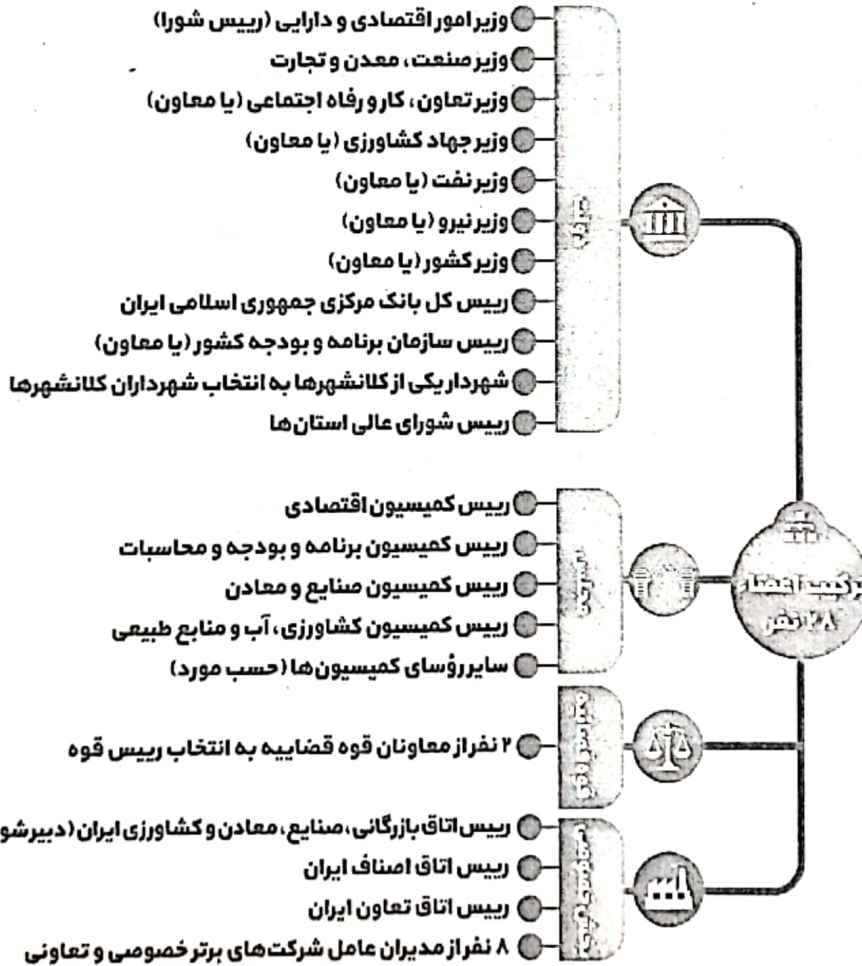 وزیر امور اقتصادی و دارایی (رییس شورا)
وزیر صنعت، معدن و تجارت
وزیر تعاون، کار و رفاه اجتماعی (یا معاون)
وزیر جهاد کشاورزی (یا معاون)
وزیر نفت (یا معاون)
وزیر نیرو (یا معاون)
وزیر کشور (یا معاون)
رییس کل بانک مرکزی جمهوری اسلامی ایران
رییس سازمان برنامه و بودجه کشور (یا معاون)
شهردار یکی از کلانشهرها به انتخاب شهرداران کلانشهرها
رییس شورای عالی استان‌ها
رییس کمیسیون اقتصادی
رییس کمیسیون برنامه و بودجه و محاسبات
رییس کمیسیون صنایع و معادن
رییس کمیسیون کشاورزی، آب و منابع طبیعی
سایر رؤسای کمیسیون‌ها (حسب مورد)
۲ نفر از معاونان قوه قضاییه به انتخاب رییس قوه
رییس اتاق بازرگانی، صنایع، معادن و کشاورزی ایران (دبیر شو
رییس اتاق اصناف ایران
رییس اتاق تعاون ایران
۸ نفر از مدیران عامل شرکت‌های برتر خصوصی و تعاونی
ترکیب اعضا
۲۸ نفر